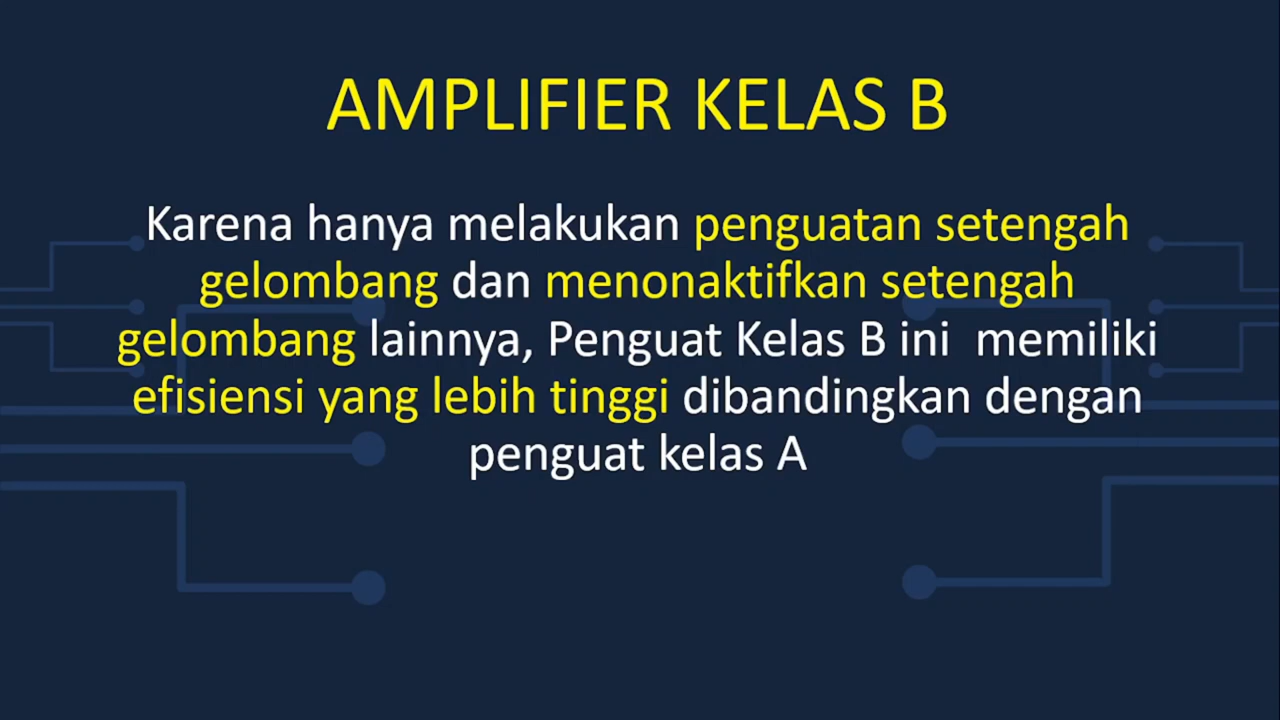 AMPLIFIER KELAS B
Karena hanya melakukan penguatan setengah
gelombang dan menonaktifkan setengah
gelombang lainnya, Penguat Kelas B ini  memiliki
efisiensi yang lebih tinggi dibandingkan dengan
penguat kelas A